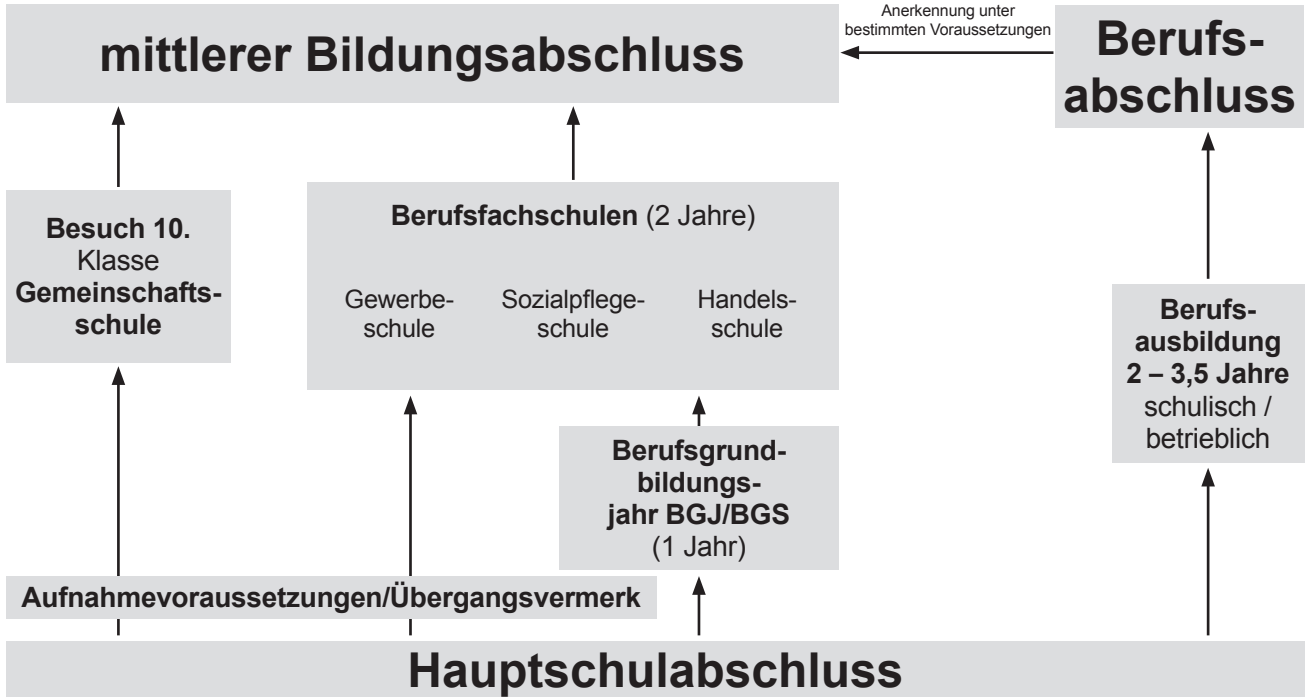 Anerkennung unter
bestimmten Voraussetzungen
mittlerer Bildungsabschluss
Berufs-
abschluss
Besuch 10.
Klasse
Gemeinschafts-
schule
Berufsfachschulen (2 Jahre)
Gewerbe-
schule
Sozialpflege-
schule
Handels-
schule
Berufs-
ausbildung
2 – 3,5 Jahre
schulisch /
betrieblich
Berufsgrund-
bildungs-
jahr BGJ/BGS
(1 Jahr)
Aufnahmevoraussetzungen/Übergangsvermerk
Hauptschulabschluss